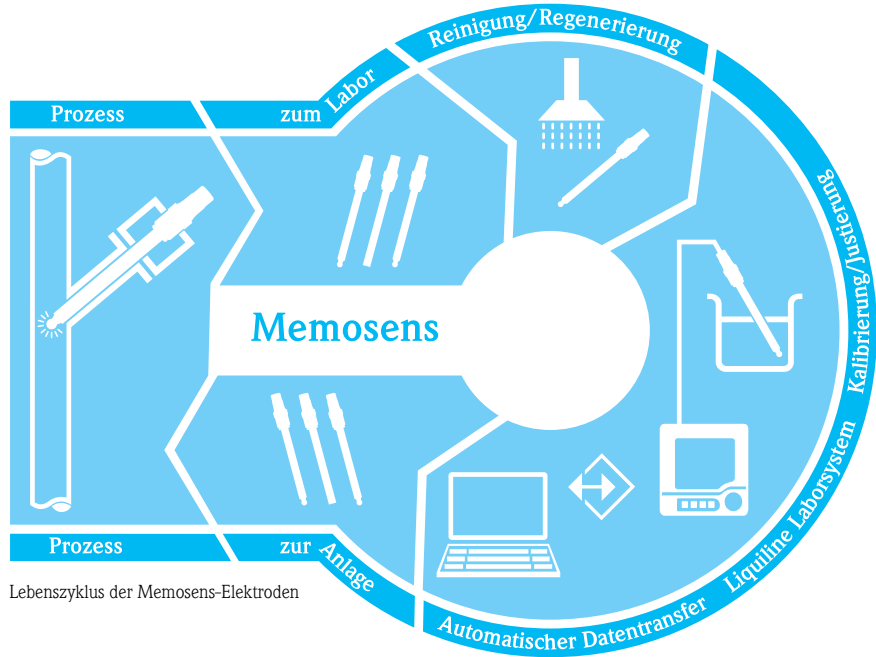 Reinigung/Regenerierung
Prozess
zum Labor
Kalibrierung/Justierung
Memosens
Liquiline Laborsystem
Prozess
zur Anlage
Automatischer Datentransfer
Lebenszyklus der Memosens-Elektroden